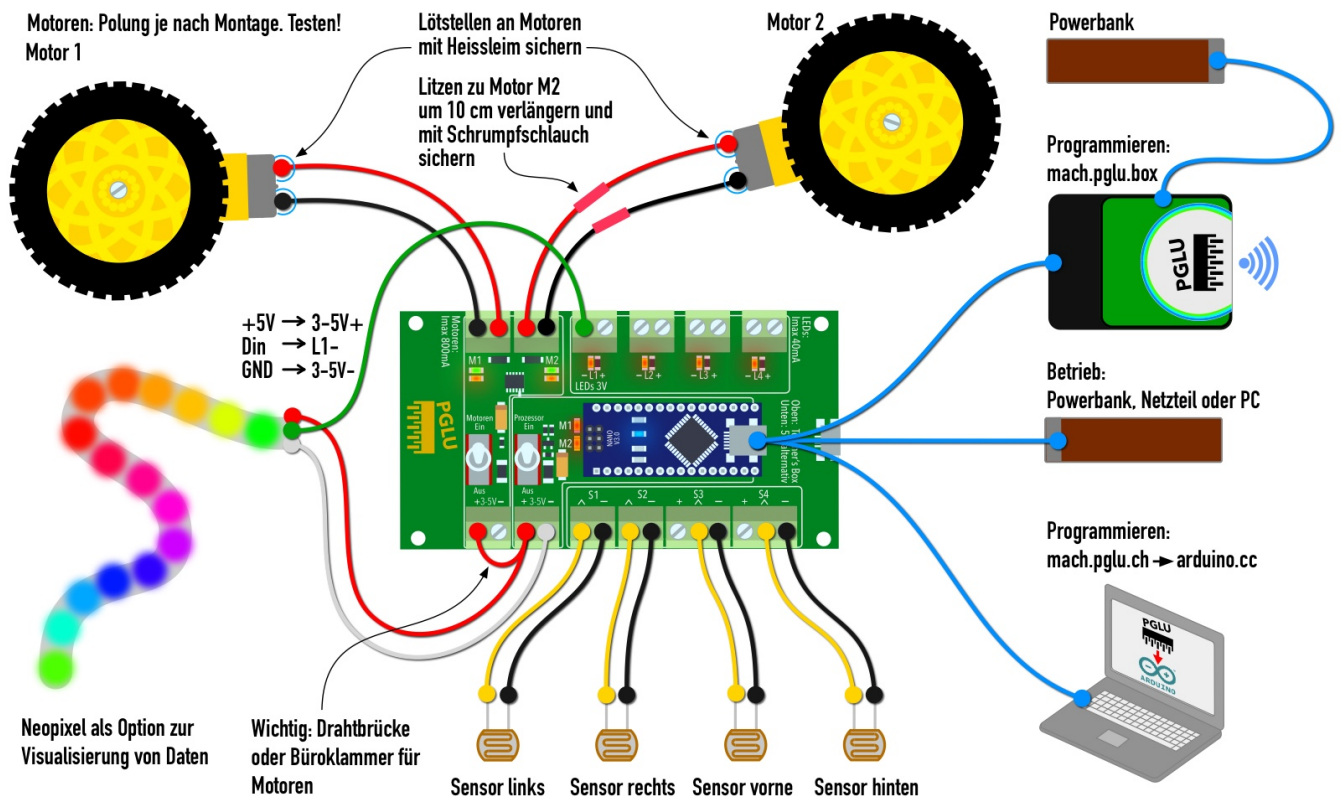 Motoren: Polung je nach Montage. Testen!
Motor 1
Lötstellen an Motoren
mit Heissleim sichern
Litzen zu Motor M2
um 10 cm verlängern und
mit Schrumpfschlauch
sichern
Motor 2
Powerbank
Programmieren:
mach.pglu.box
PGLU
+5V → 3-5V+
Din → L1-
GND → 3-5V-
Motoren:
Imax 800mA
M1
M2
- L1 +
- L2 +
- L3 +
- L4 +
LEDs 3V
LEDs:
Imax 40mA
PGLU
Motoren
Ein
Prozessor
Ein
M1
M2
NANO
V3.0
Aus
+3-5V-
Aus
+ 3-5V-
S1
S2
S3
S4
^ -
^ -
+ ^ -
+ ^ -
Betrieb:
Powerbank, Netzteil oder PC
Programmieren:
mach.pglu.ch → arduino.cc
PGLU
ARDUINO
Neopixel als Option zur
Visualisierung von Daten
Wichtig: Drahtbrücke
oder Büroklammer für
Motoren
Sensor links
Sensor rechts
Sensor vorne
Sensor hinten